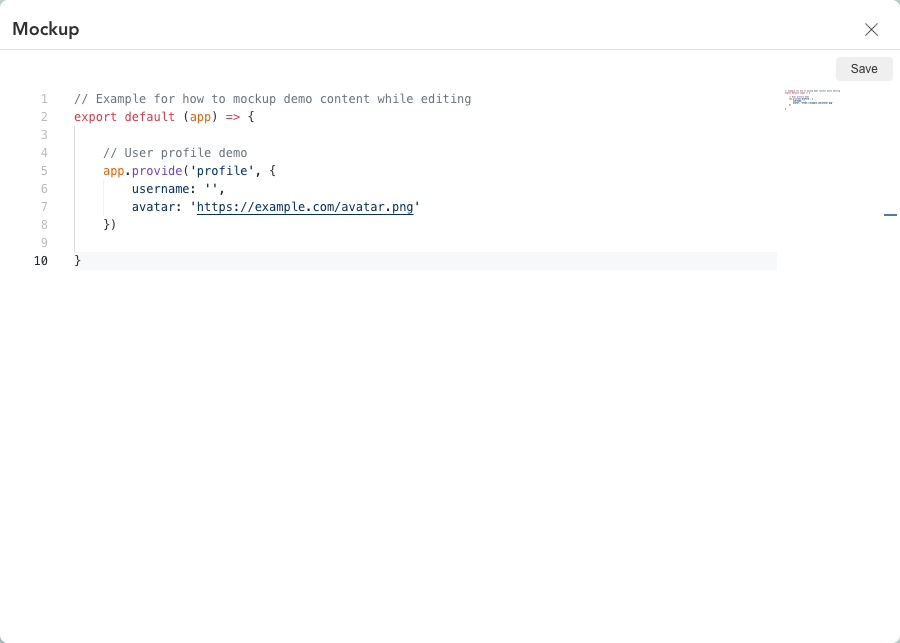 Mockup
Save
1 // Example for how to mockup demo content while editing
2 export default (app) => {
3
4     // User profile demo
5     app.provide('profile', {
6         username: '',
7         avatar: 'https://example.com/avatar.png'
8     })
9
10 }